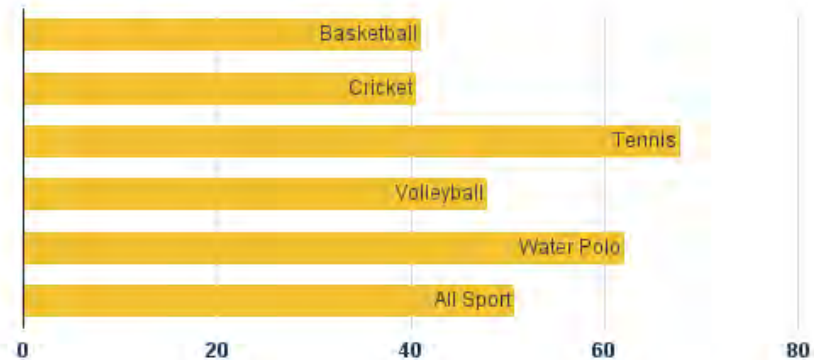 Basketball
Cricket
Tennis
Volleyball
Water Polo
All Sport
0 20 40 60 80